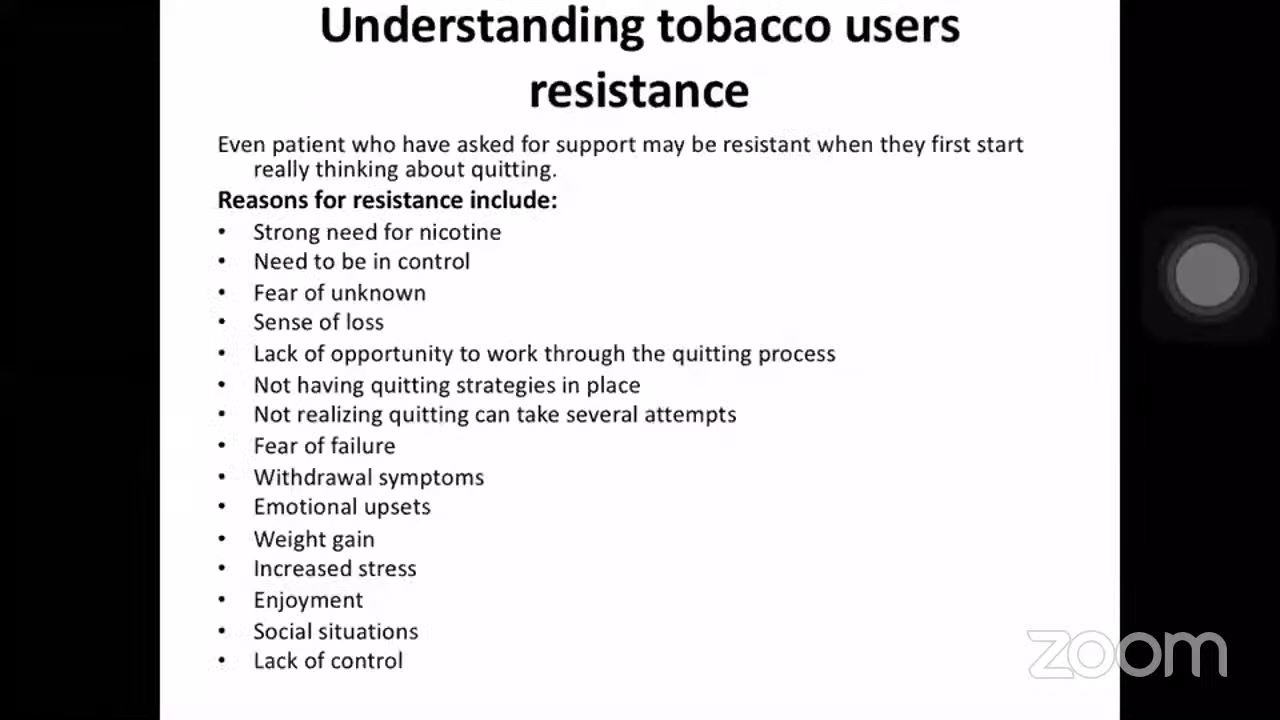 Understanding tobacco users
resistance
Even patient who have asked for support may be resistant when they first start
really thinking about quitting.
Reasons for resistance include:
• Strong need for nicotine
• Need to be in control
• Fear of unknown
• Sense of loss
• Lack of opportunity to work through the quitting process
• Not having quitting strategies in place
• Not realizing quitting can take several attempts
• Fear of failure
• Withdrawal symptoms
• Emotional upsets
• Weight gain
• Increased stress
• Enjoyment
• Social situations
• Lack of control
zoom